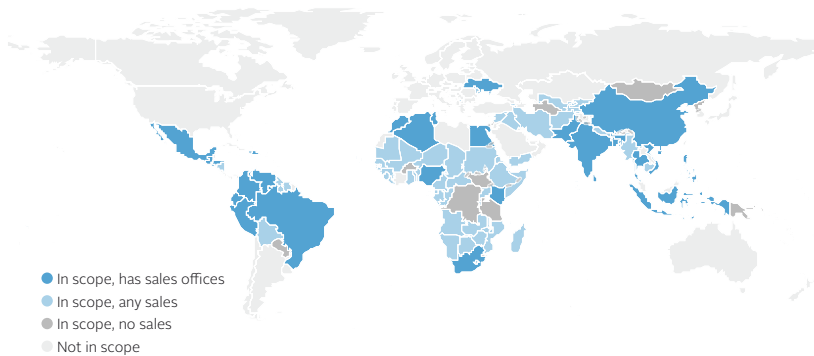 In scope, has sales offices
In scope, any sales
In scope, no sales
Not in scope